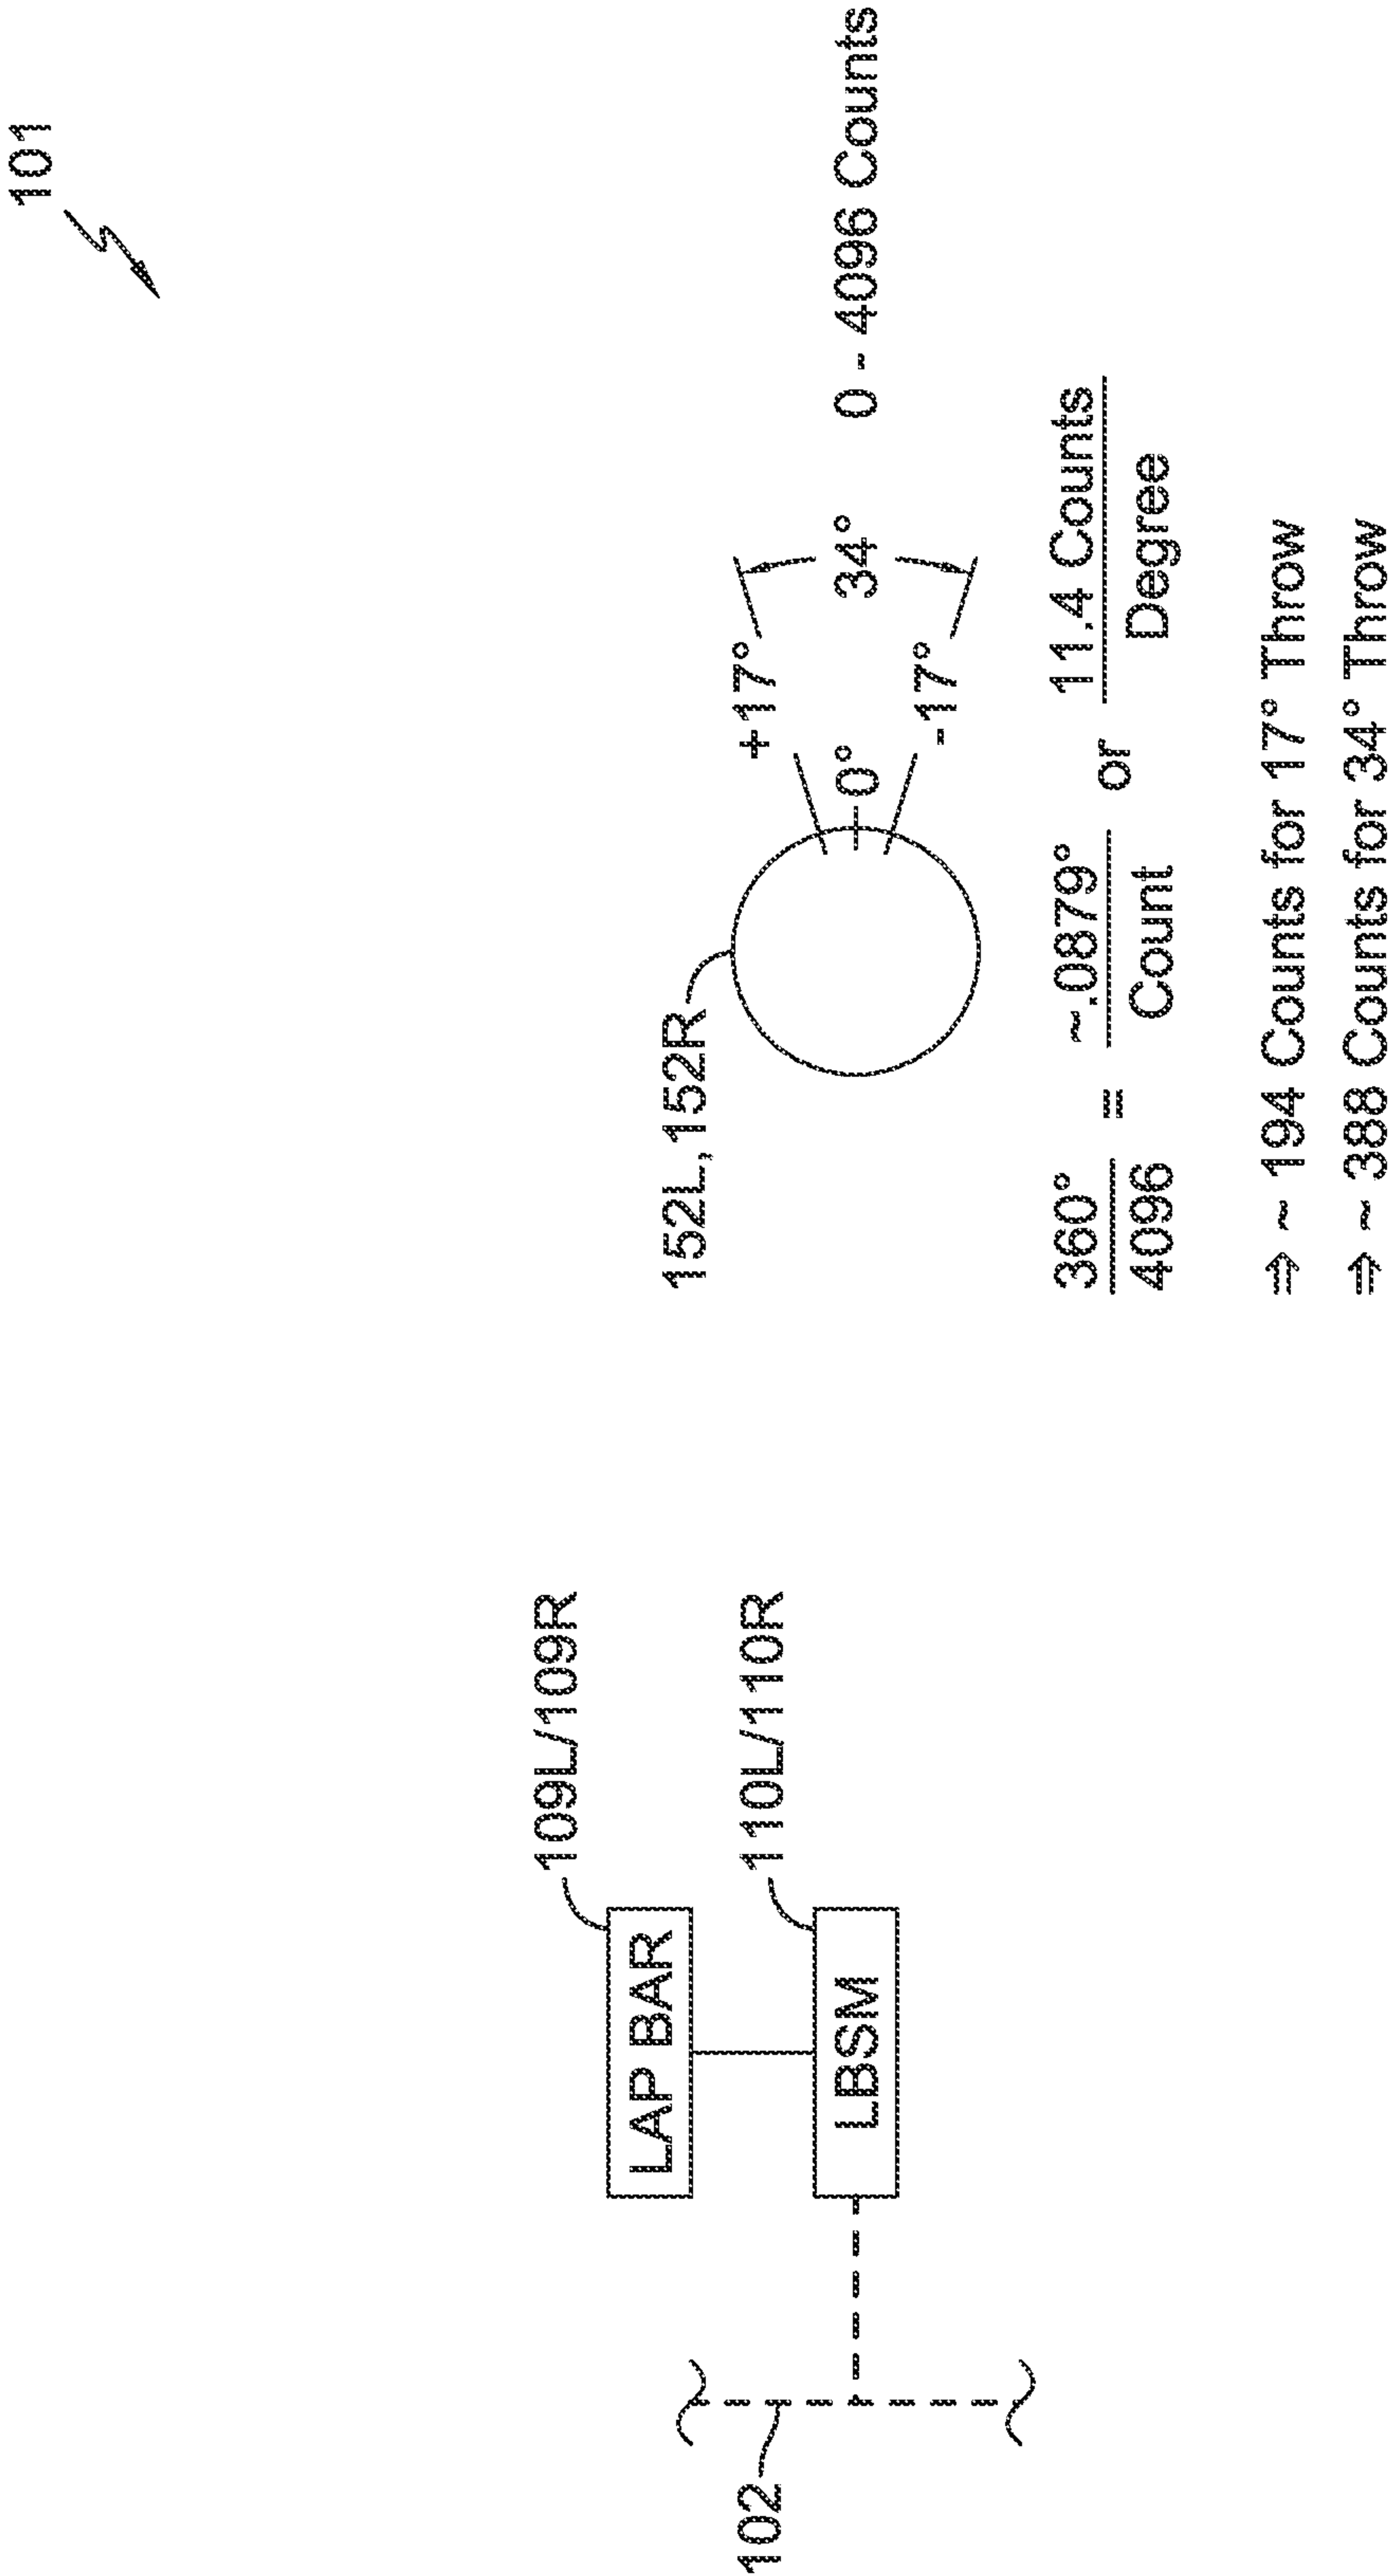 101
109L/109R
LAP BAR
110L/110R
LBSM
102
152L, 152R
+17°
0°
-17°
34°
0 - 4096 Counts
360° = ~.0879° or 11.4 Counts
4096 Count Degree
⇒ ~ 194 Counts for 17° Throw
⇒ ~ 388 Counts for 34° Throw